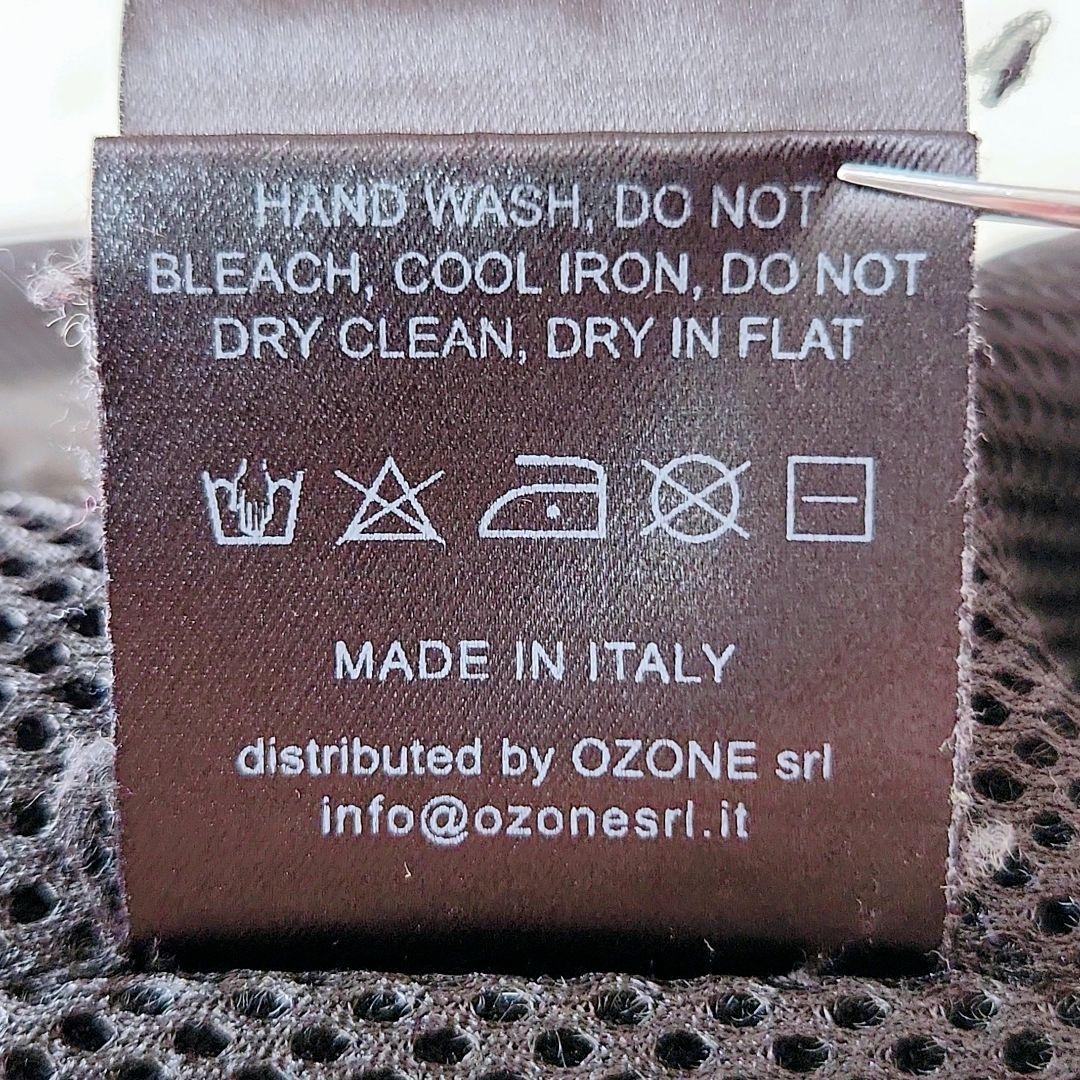 HAND WASH, DO NOT
BLEACH, COOL IRON, DO NOT
DRY CLEAN, DRY IN FLAT
MADE IN ITALY
distributed by OZONE srl
info@ozonesrl.it